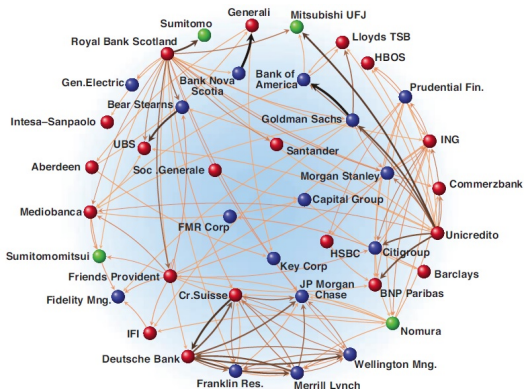 Generali
Mitsubishi UFJ
Sumitomo
Royal Bank Scotland
Lloyds TSB
HBOS
Gen.Electric
Bank Nova
Scotia
Bank of
America
Prudential Fin.
Bear Stearns
Goldman Sachs
Intesa-Sanpaolo
UBS
Santander
ING
Aberdeen
Soc .Generale
Morgan Stanley
Commerzbank
Mediobanca
Capital Group
FMR Corp
Unicredito
Sumitomomitsui
HSBC
Citigroup
Key Corp
Friends Provident
Barclays
BNP Paribas
Fidelity Mng.
Cr.Suisse
JP Morgan
Chase
IFI
Nomura
Deutsche Bank
Wellington Mng.
Franklin Res.
Merrill Lynch